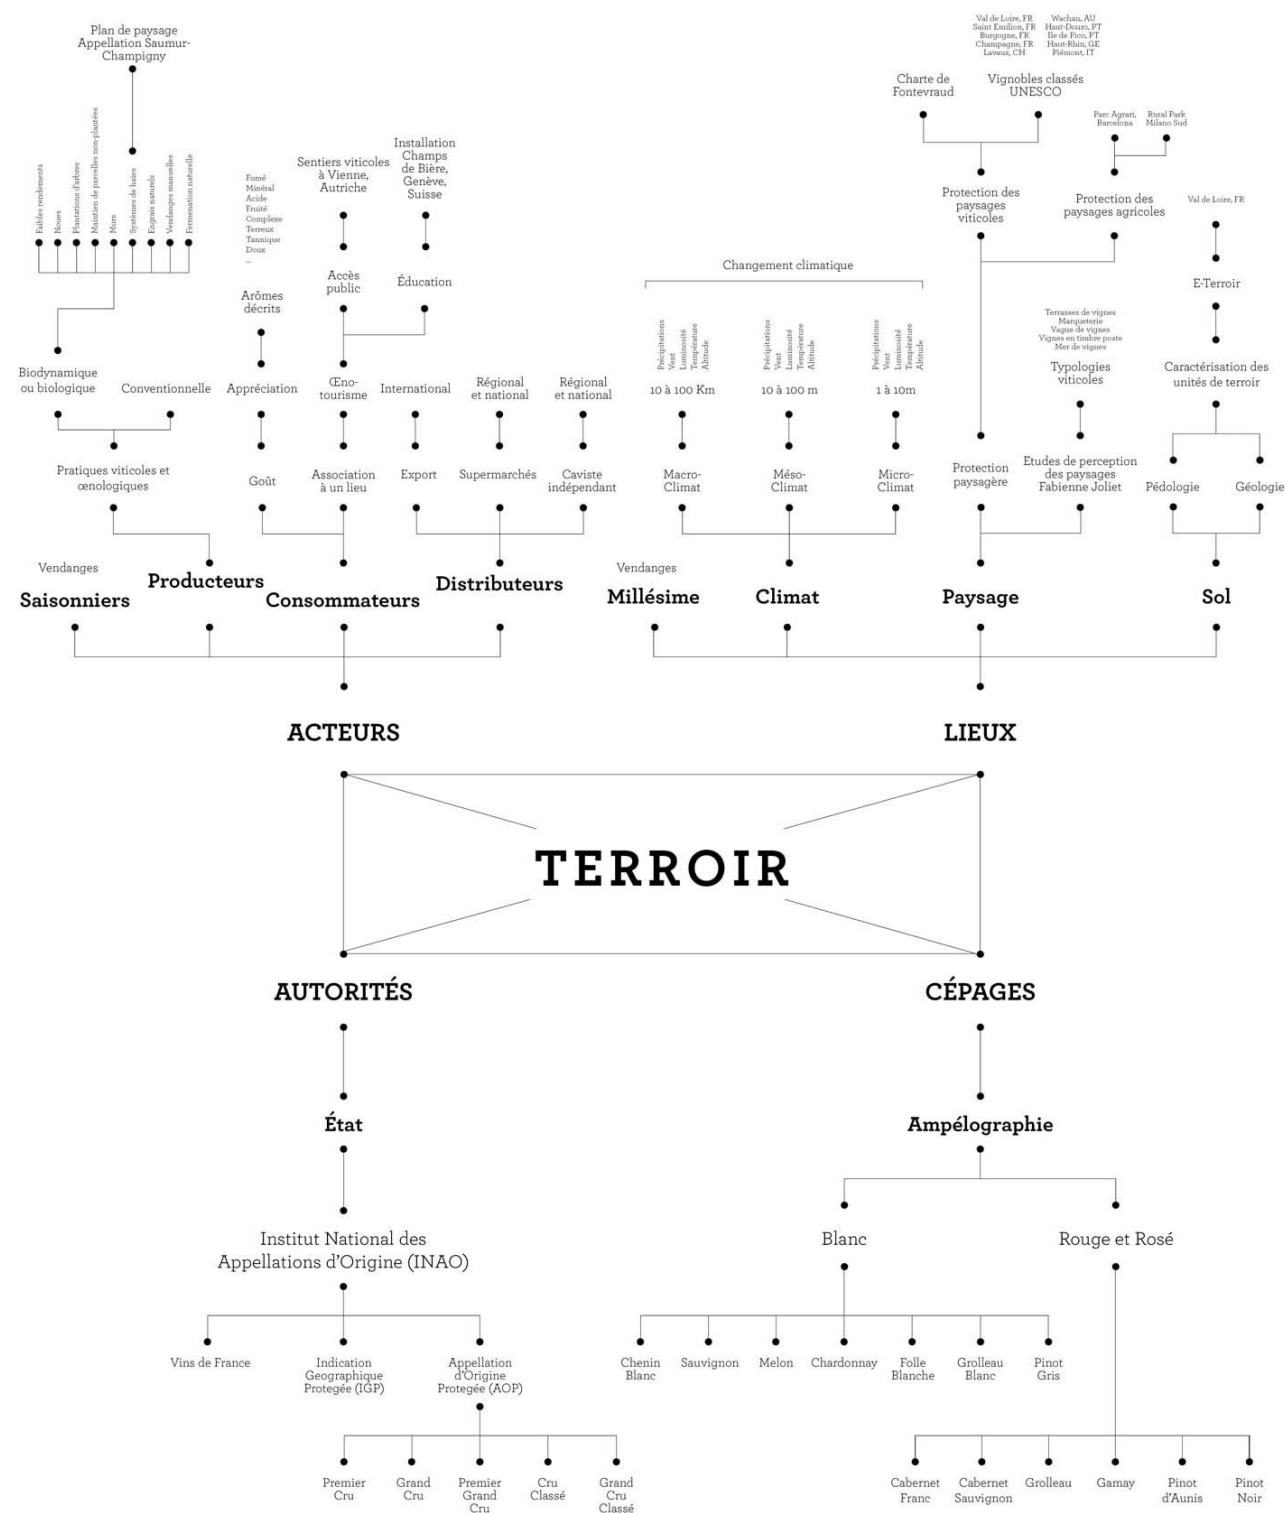 Plan de paysage
Appellation Saumur-
Champigny
Faibles rendements
Noues
Plantations d'arbres
Maintien de parcelles non-plantées
Murs
Systèmes de haies
Engrais naturels
Vendanges manuelles
Fermenation naturelle
Biodynamique
ou biologique
Conventionnelle
Pratiques viticoles et
œnologiques
Fumé
Minéral
Acide
Fruité
Complexe
Terreux
Tannique
Doux
...
Arômes
décrits
Appréciation
Goût
Sentiers viticoles
à Vienne,
Autriche
Accès
public
Installation
Champs
de Bière,
Genève,
Suisse
Éducation
Œno-
tourisme
Association
à un lieu
International
Export
Régional
et national
Supermarchés
Régional
et national
Caviste
indépendant
Vendanges
Saisonniers
Producteurs
Consommateurs
Distributeurs
ACTEURS
Changement climatique
Précipitations
Vent
Luminosité
Température
Altitude
10 à 100 Km
Macro-
Climat
Précipitations
Vent
Luminosité
Température
Altitude
10 à 100 m
Méso-
Climat
Précipitations
Vent
Luminosité
Température
Altitude
1 à 10m
Micro-
Climat
Val de Loire, FR
Saint Emilion, FR
Burgogne, FR
Champagne, FR
Lavaux, CH
Wachau, AU
Haut-Douro, PT
Ile de Pico, PT
Haut-Rhin, GE
Piémont, IT
Charte de
Fontevraud
Vignobles classés
UNESCO
Parc Agrari,
Barcelona
Rural Park
Milano Sud
Protection des
paysages
viticoles
Protection des
paysages agricoles
Val de Loire, FR
E-Terroir
Terrasses de vignes
Marqueterie
Vague de vignes
Vignes en timbre poste
Mer de vignes
Typologies
viticoles
Caractérisation des
unités de terroir
Protection
paysagère
Etudes de perception
des paysages
Fabienne Joliet
Pédologie
Géologie
Vendanges
Millésime
Climat
Paysage
Sol
LIEUX
TERROIR
AUTORITÉS
État
Institut National des
Appellations d'Origine (INAO)
Vins de France
Indication
Geographique
Protegée (IGP)
Appellation
d'Origine
Protegée (AOP)
Premier
Cru
Grand
Cru
Premier
Grand
Cru
Cru
Classé
Grand
Cru
Classé
CÉPAGES
Ampélographie
Blanc
Rouge et Rosé
Chenin
Blanc
Sauvignon
Melon
Chardonnay
Folle
Blanche
Grolleau
Blanc
Pinot
Gris
Cabernet
Franc
Cabernet
Sauvignon
Grolleau
Gamay
Pinot
d'Aunis
Pinot
Noir